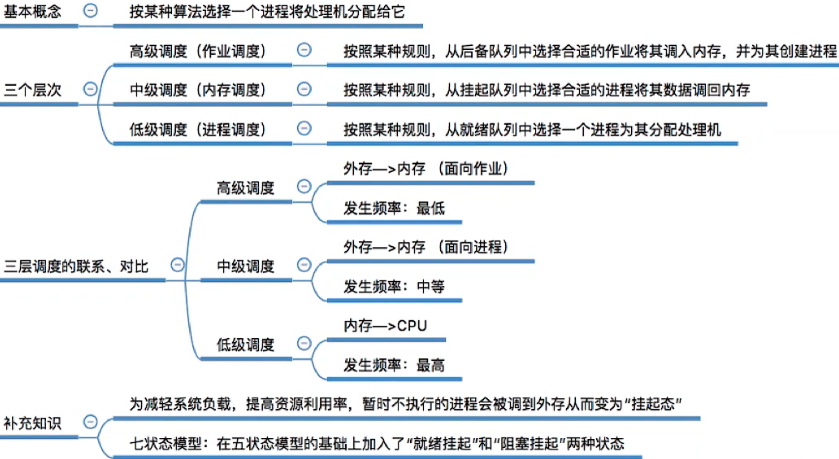 基本概念
按某种算法选择一个进程将处理机分配给它
三个层次
高级调度（作业调度）
按照某种规则，从后备队列中选择合适的作业将其调入内存，并为其创建进程
中级调度（内存调度）
按照某种规则，从挂起队列中选择合适的进程将其数据调回内存
低级调度（进程调度）
按照某种规则，从就绪队列中选择一个进程为其分配处理机
三层调度的联系、对比
高级调度
外存—>内存 （面向作业）
发生频率：最低
中级调度
外存—>内存 （面向进程）
发生频率：中等
低级调度
内存—>CPU
发生频率：最高
补充知识
为减轻系统负载，提高资源利用率，暂时不执行的进程会被调到外存从而变为“挂起态”
七状态模型：在五状态模型的基础上加入了“就绪挂起”和“阻塞挂起”两种状态